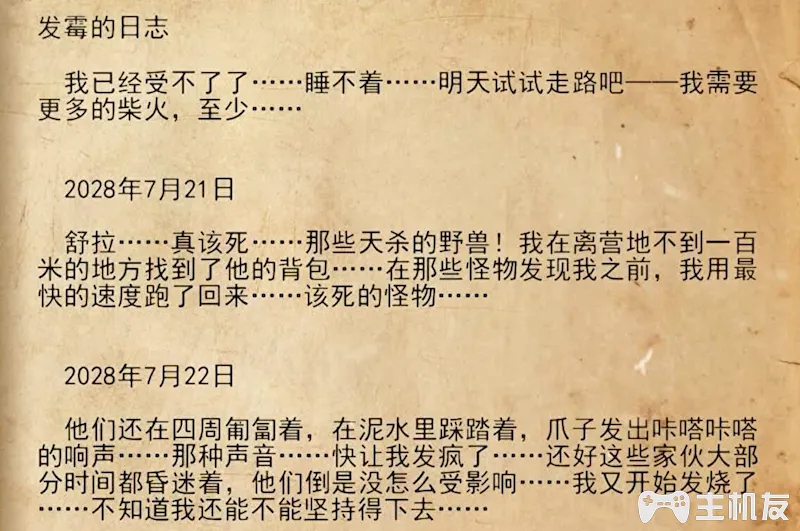 发霉的日志
我已经受不了了……睡不着……明天试试走路吧——我需要
更多的柴火，至少……
2028年7月21日
舒拉……真该死……那些天杀的野兽！我在离营地不到一百
米的地方找到了他的背包……在那些怪物发现我之前，我用最
快的速度跑了回来……该死的怪物……
2028年7月22日
他们还在四周匍匐着，在泥水里踩踏着，爪子发出咔嗒咔嗒
的响声……那种声音……快让我发疯了……还好这些家伙大部
分时间都昏迷着，他们倒是没怎么受影响……我又开始发烧了
……不知道我还能不能坚持得下去……
主机友